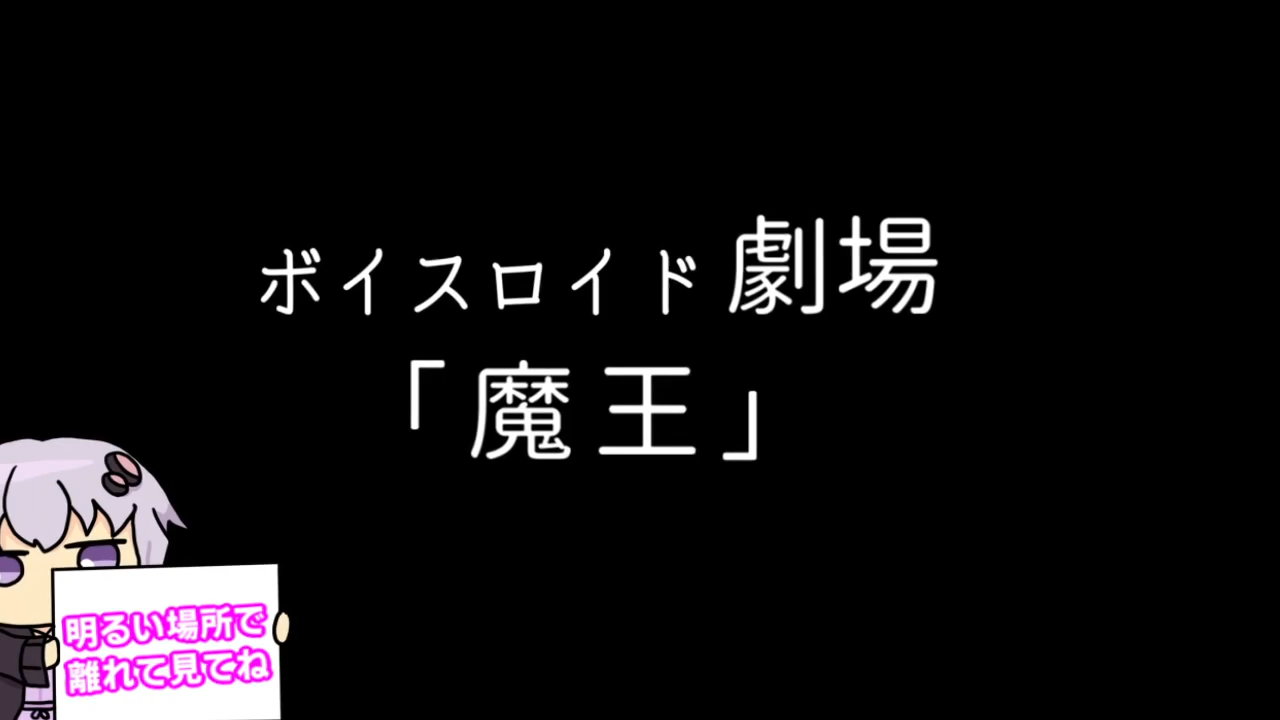 ボイスロイド劇場
「魔王」
明るい場所で
離れて見てね